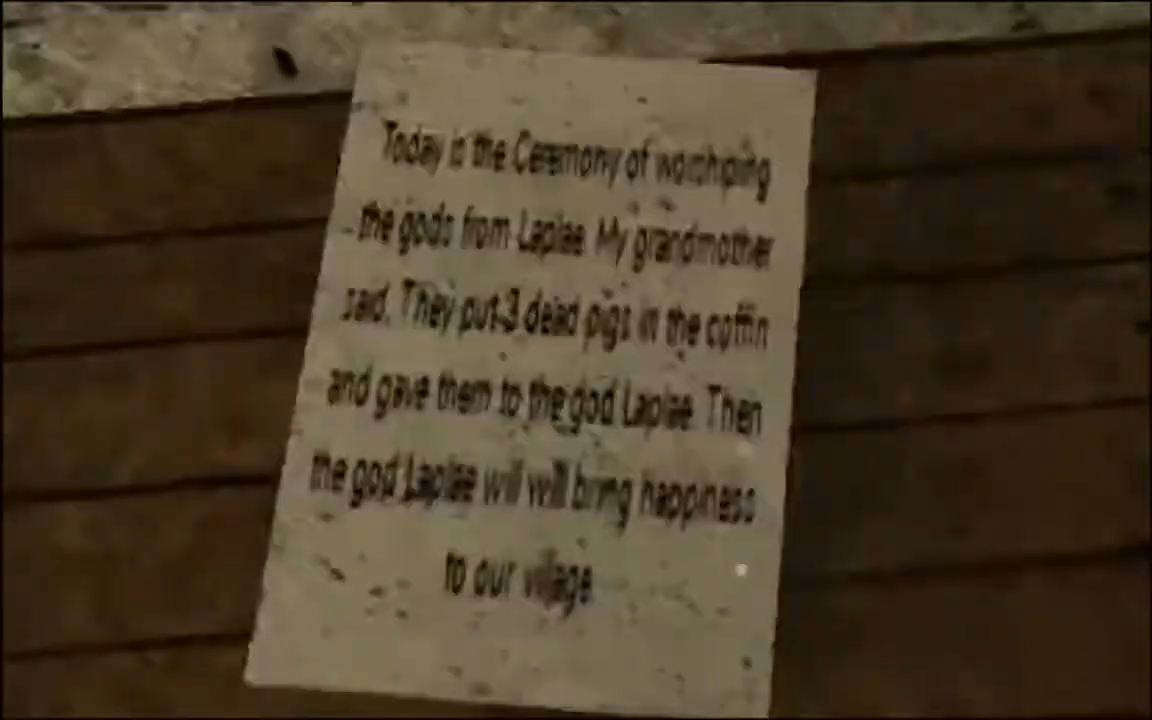 Today is the Ceremony of worshiping
the gods from Laplae. My grandmother
said, They put 3 dead pigs in the coffin
and gave them to the god Laplae. Then
the god Laplae will will bring happiness
to our village